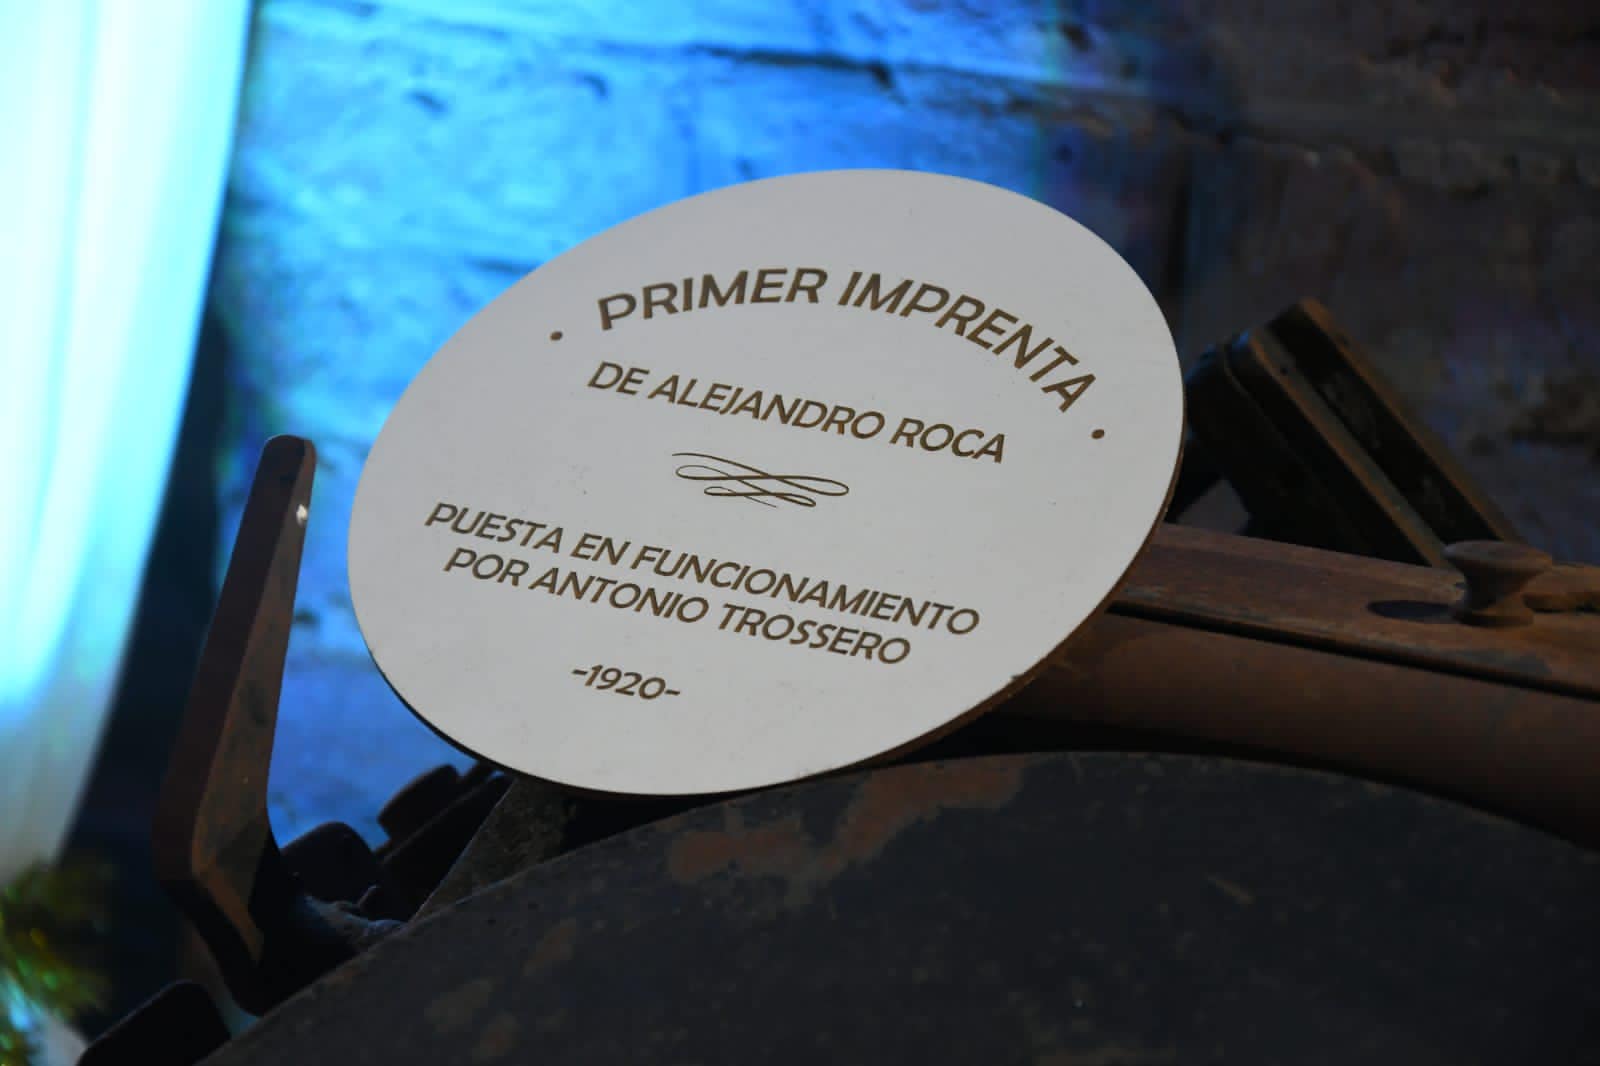 • PRIMER IMPRENTA •
DE ALEJANDRO ROCA
PUESTA EN FUNCIONAMIENTO
POR ANTONIO TROSSERO
-1920-